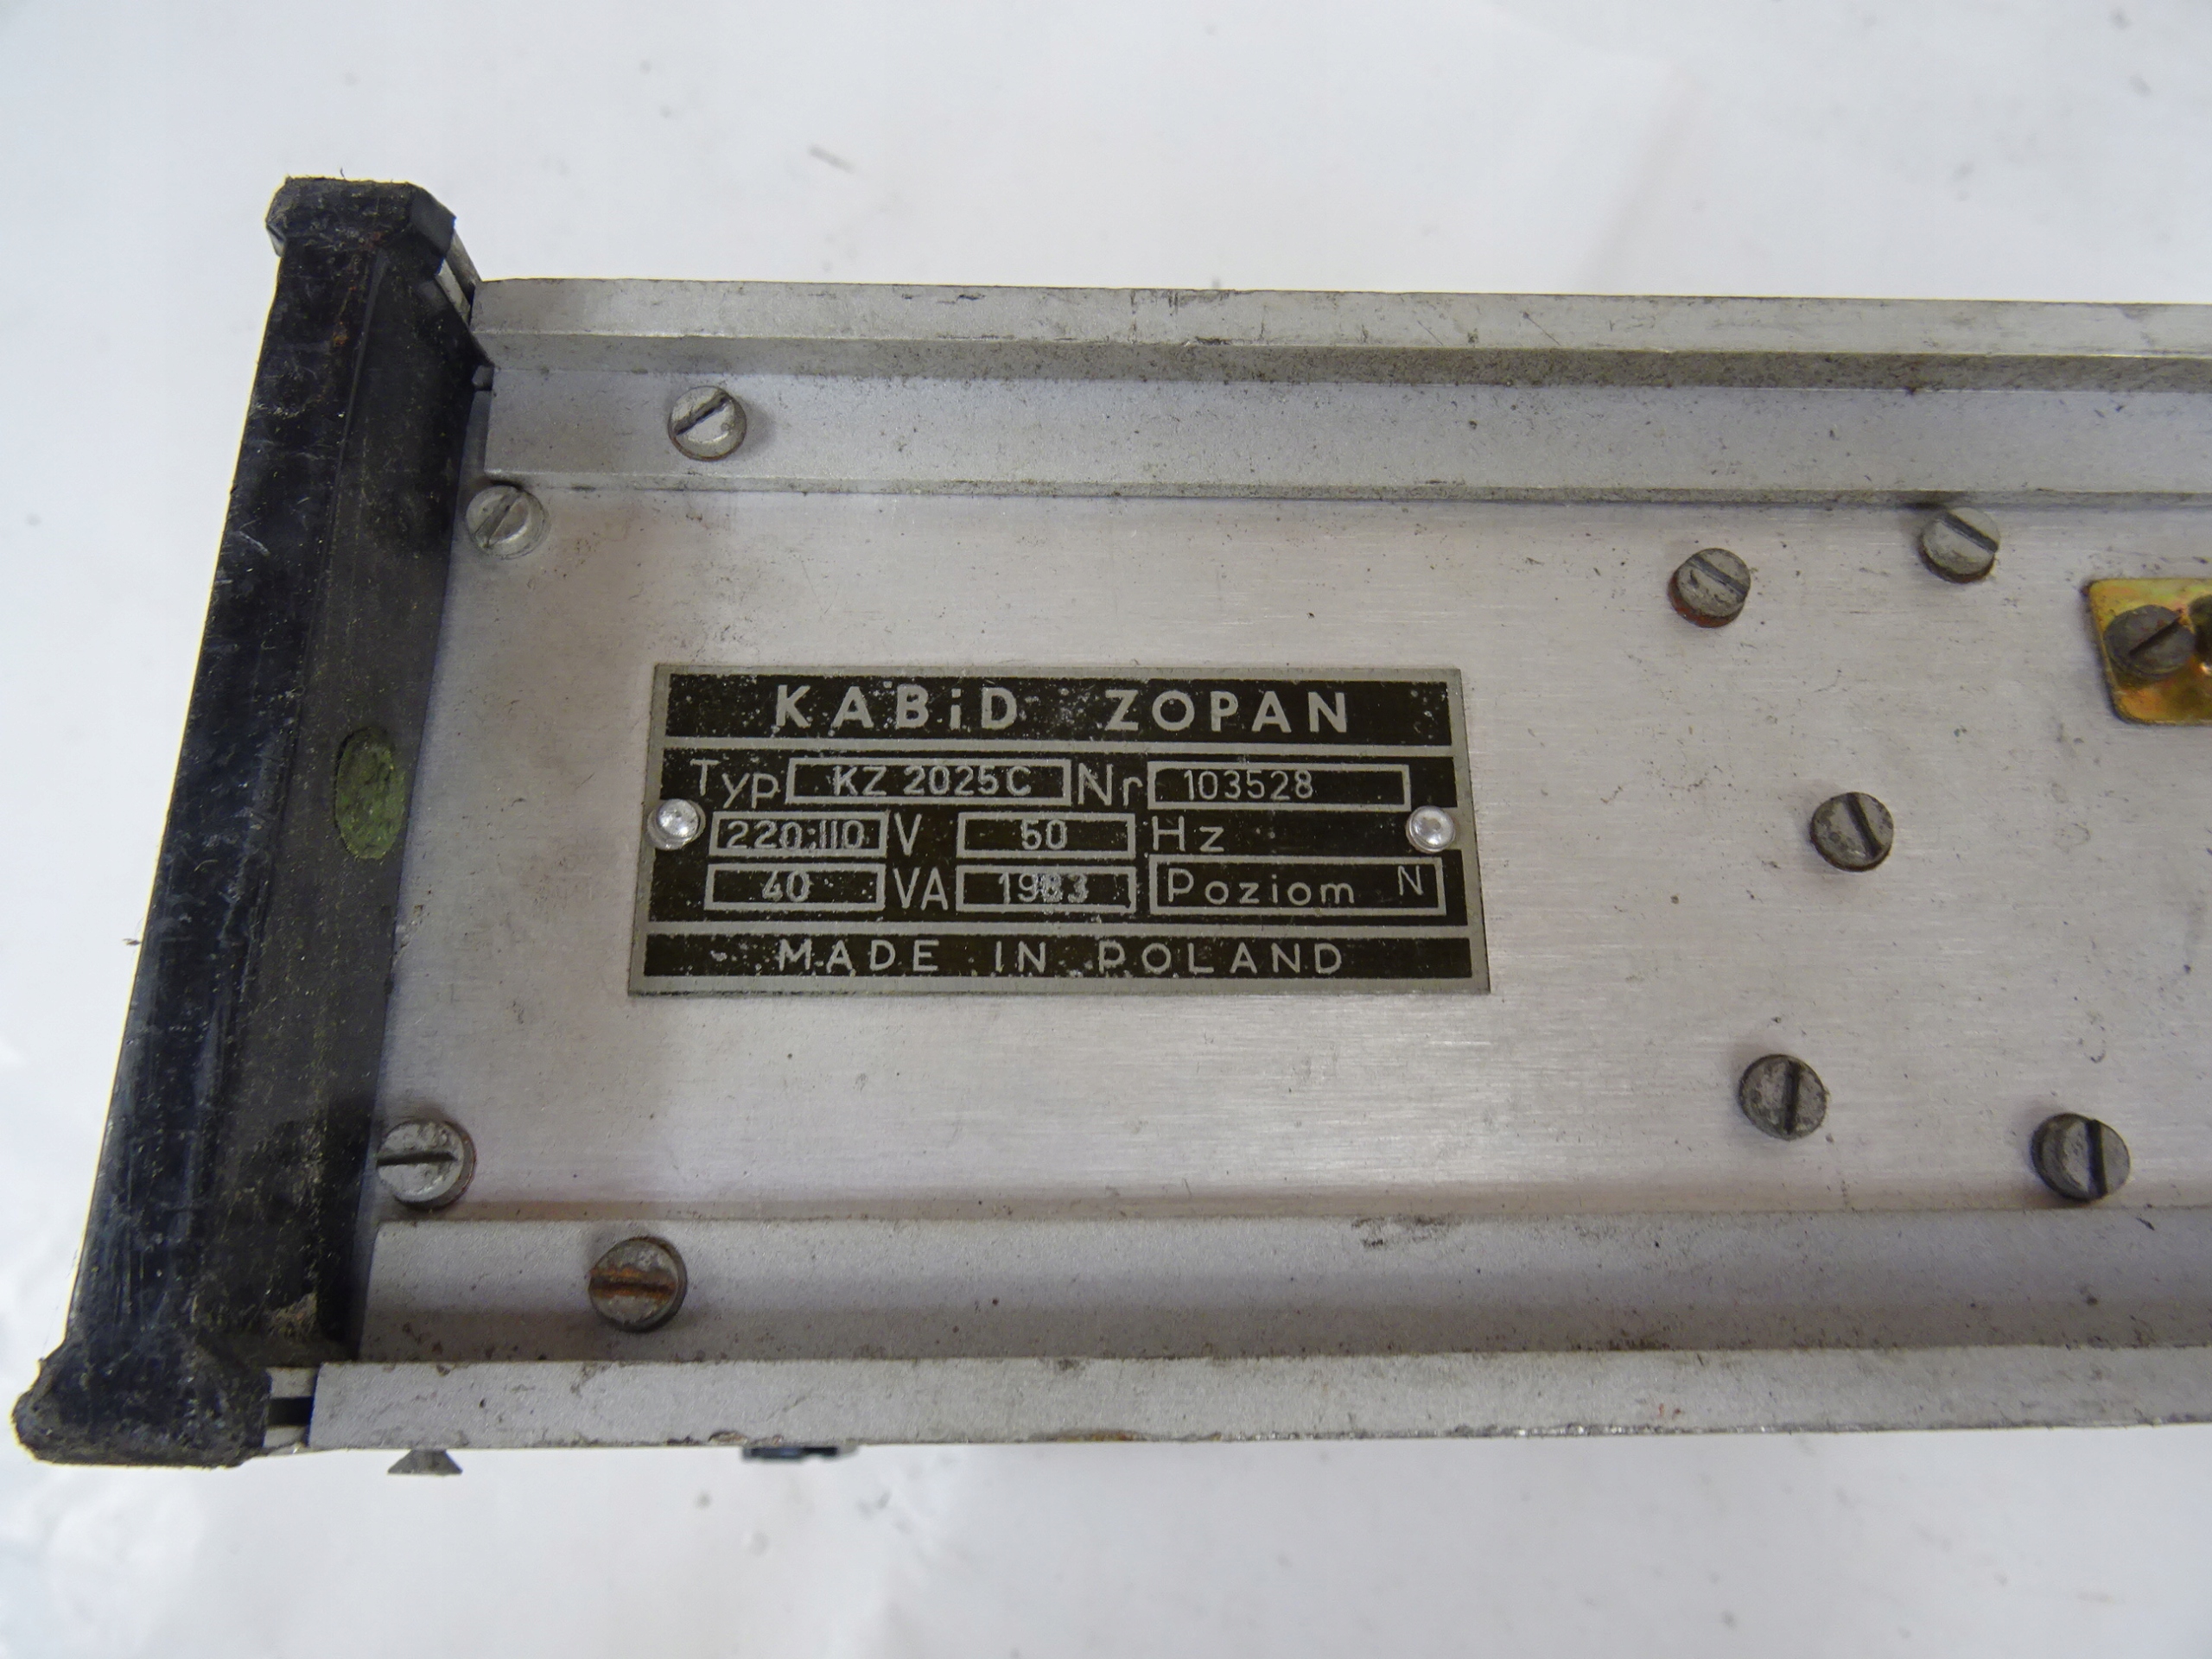 KABiD ZOPAN
Typ KZ 2025C Nr 103528
220;110 V 50 Hz
40 VA 1983 Poziom N
MADE IN POLAND